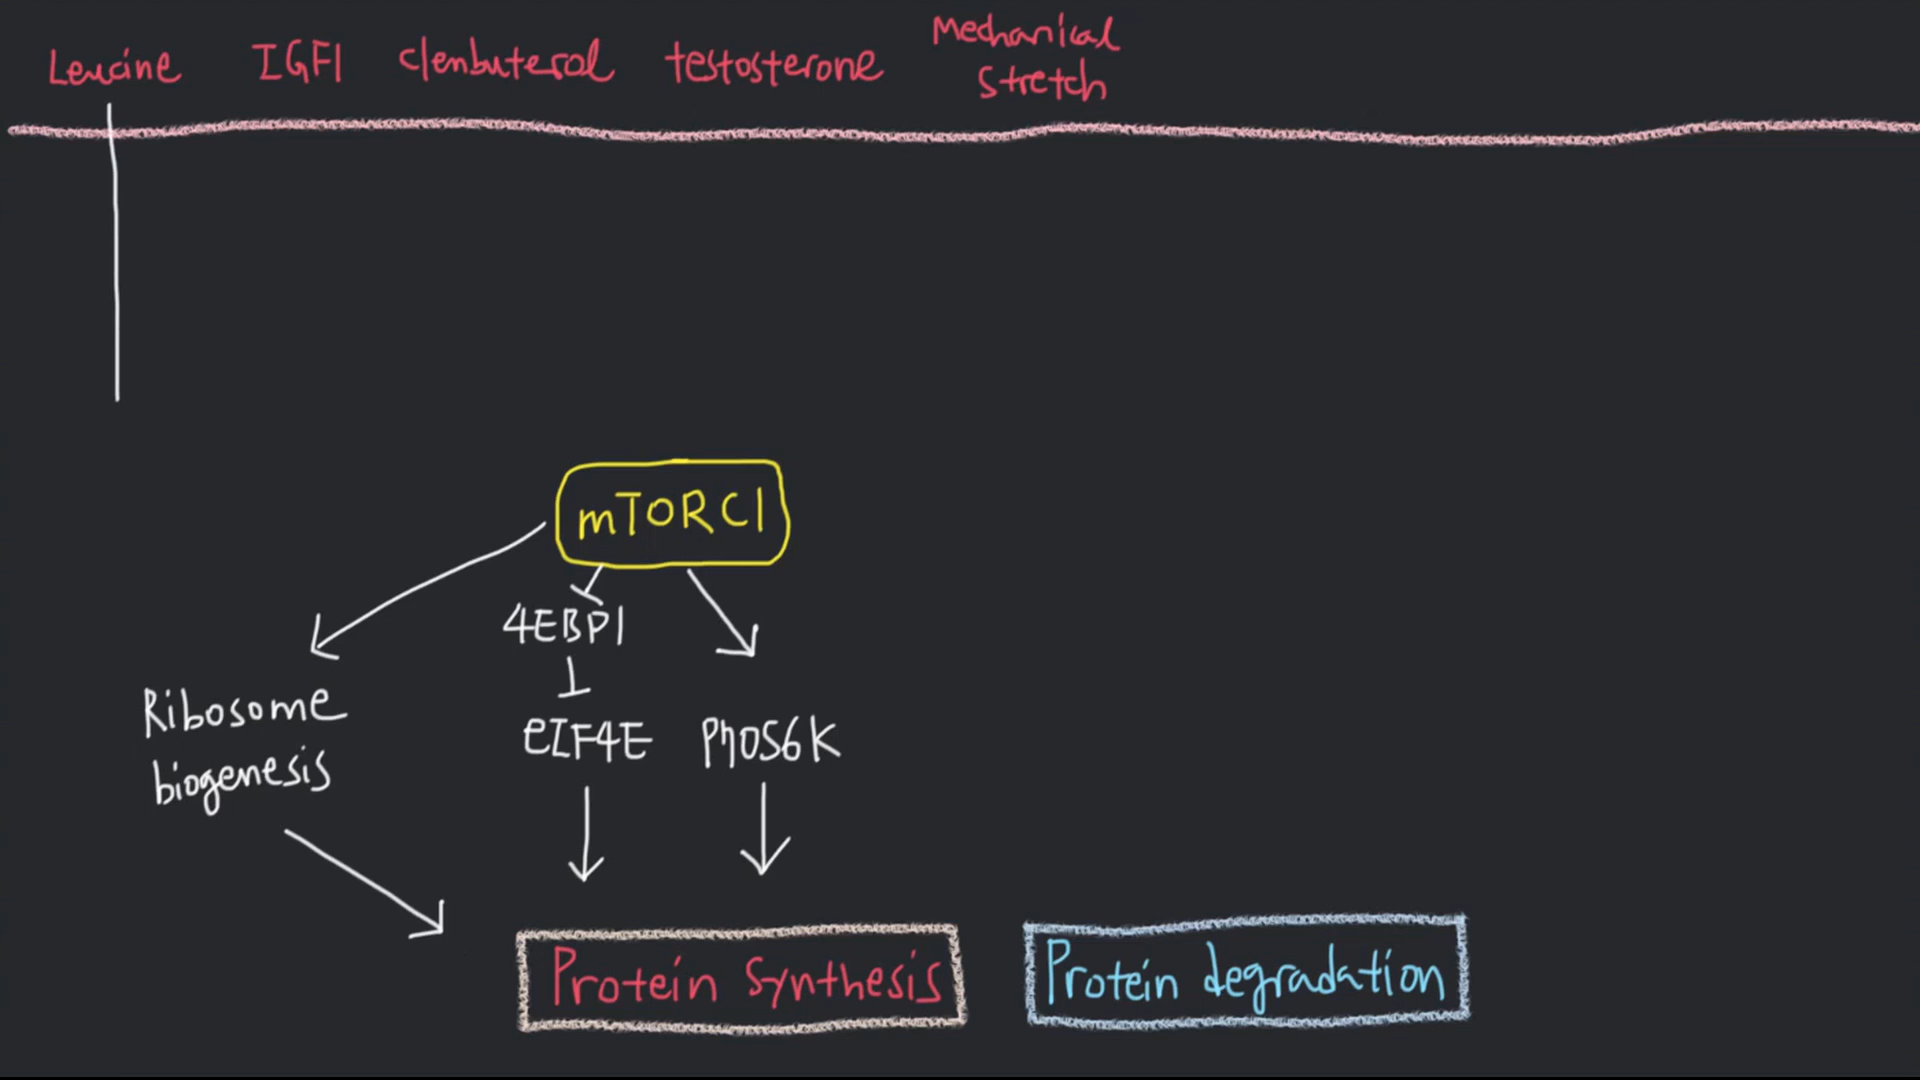 Leucine IGF1 clenbuterol testosterone Mechanical stretch
mTORC1
4EBP1
Ribosome biogenesis
eIF4E P70S6K
Protein synthesis Protein degradation